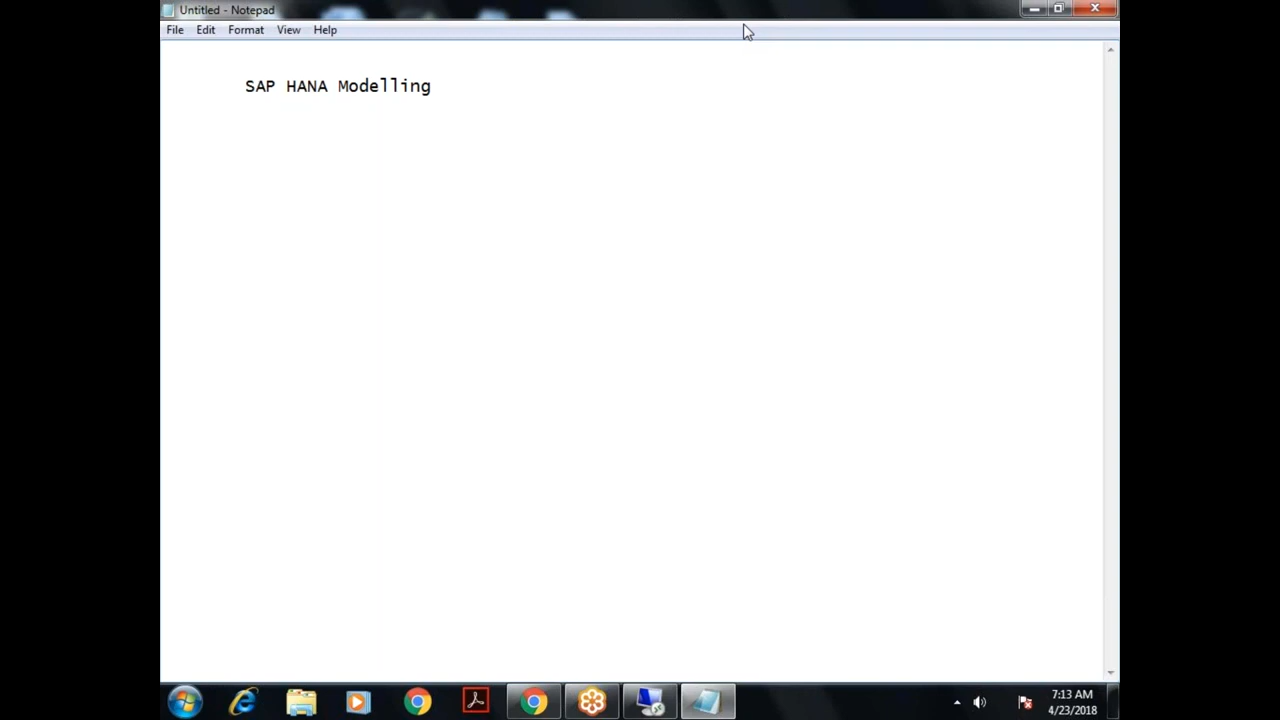 Untitled - Notepad
File Edit Format View Help
SAP HANA Modelling
7:13 AM
4/23/2018